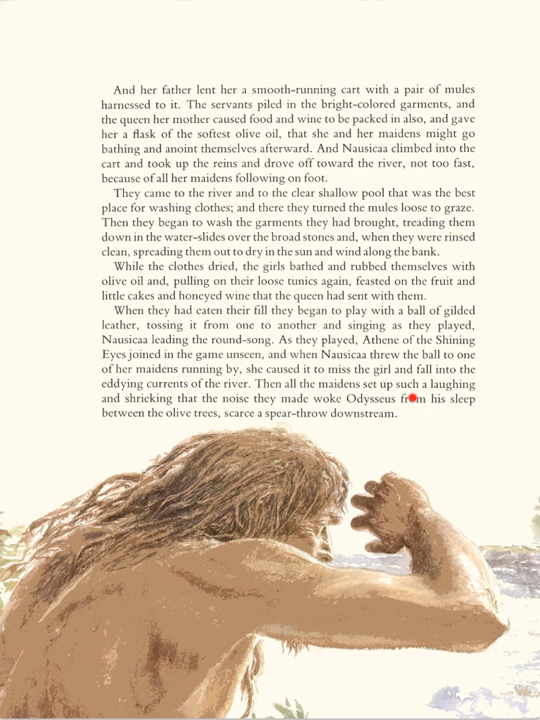 And her father lent her a smooth-running cart with a pair of mules
harnessed to it. The servants piled in the bright-colored garments, and
the queen her mother caused food and wine to be packed in also, and gave
her a flask of the softest olive oil, that she and her maidens might go
bathing and anoint themselves afterward. And Nausicaa climbed into the
cart and took up the reins and drove off toward the river, not too fast,
because of all her maidens following on foot.
They came to the river and to the clear shallow pool that was the best
place for washing clothes; and there they turned the mules loose to graze.
Then they began to wash the garments they had brought, treading them
down in the water-slides over the broad stones and, when they were rinsed
clean, spreading them out to dry in the sun and wind along the bank.
While the clothes dried, the girls bathed and rubbed themselves with
olive oil and, pulling on their loose tunics again, feasted on the fruit and
little cakes and honeyed wine that the queen had sent with them.
When they had eaten their fill they began to play with a ball of gilded
leather, tossing it from one to another and singing as they played,
Nausicaa leading the round-song. As they played, Athene of the Shining
Eyes joined in the game unseen, and when Nausicaa threw the ball to one
of her maidens running by, she caused it to miss the girl and fall into the
eddying currents of the river. Then all the maidens set up such a laughing
and shrieking that the noise they made woke Odysseus from his sleep
between the olive trees, scarce a spear-throw downstream.